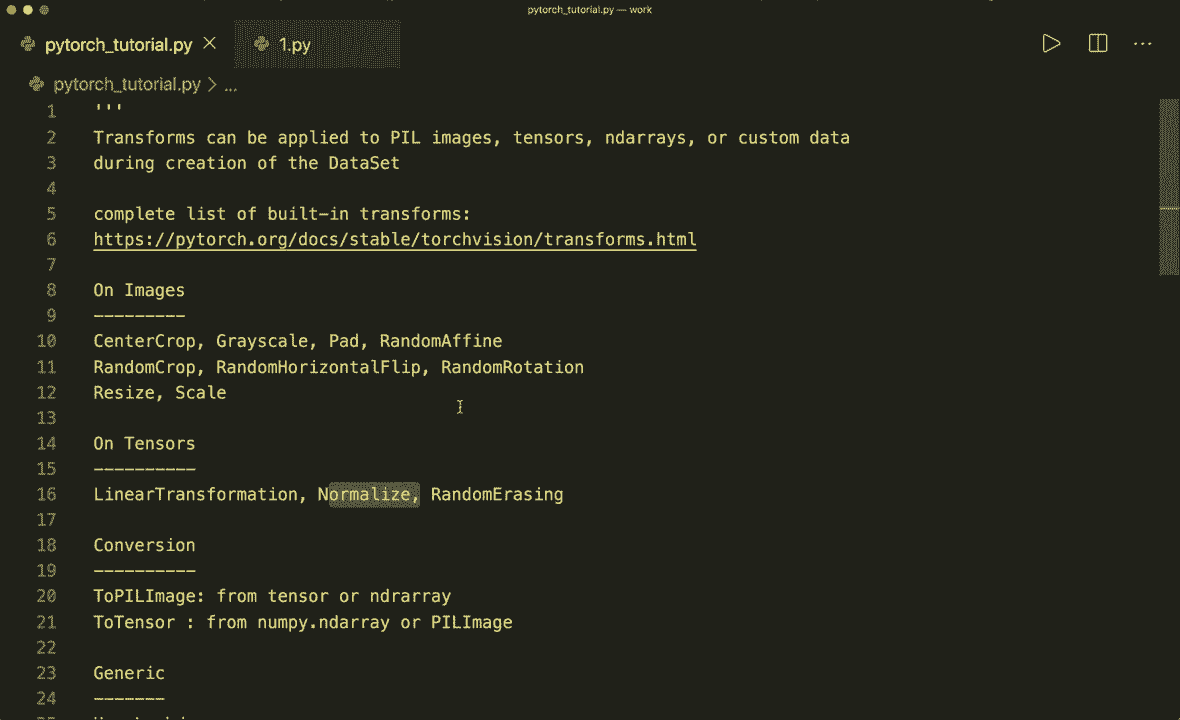 pytorch_tutorial.py — work
pytorch_tutorial.py
1.py
pytorch_tutorial.py > ...
1 '''
2 Transforms can be applied to PIL images, tensors, ndarrays, or custom data
3 during creation of the DataSet
4
5 complete list of built-in transforms:
6 https://pytorch.org/docs/stable/torchvision/transforms.html
7
8 On Images
9 ---------
10 CenterCrop, Grayscale, Pad, RandomAffine
11 RandomCrop, RandomHorizontalFlip, RandomRotation
12 Resize, Scale
13
14 On Tensors
15 ----------
16 LinearTransformation, Normalize, RandomErasing
17
18 Conversion
19 ----------
20 ToPILImage: from tensor or ndrarray
21 ToTensor : from numpy.ndarray or PILImage
22
23 Generic
24 -------